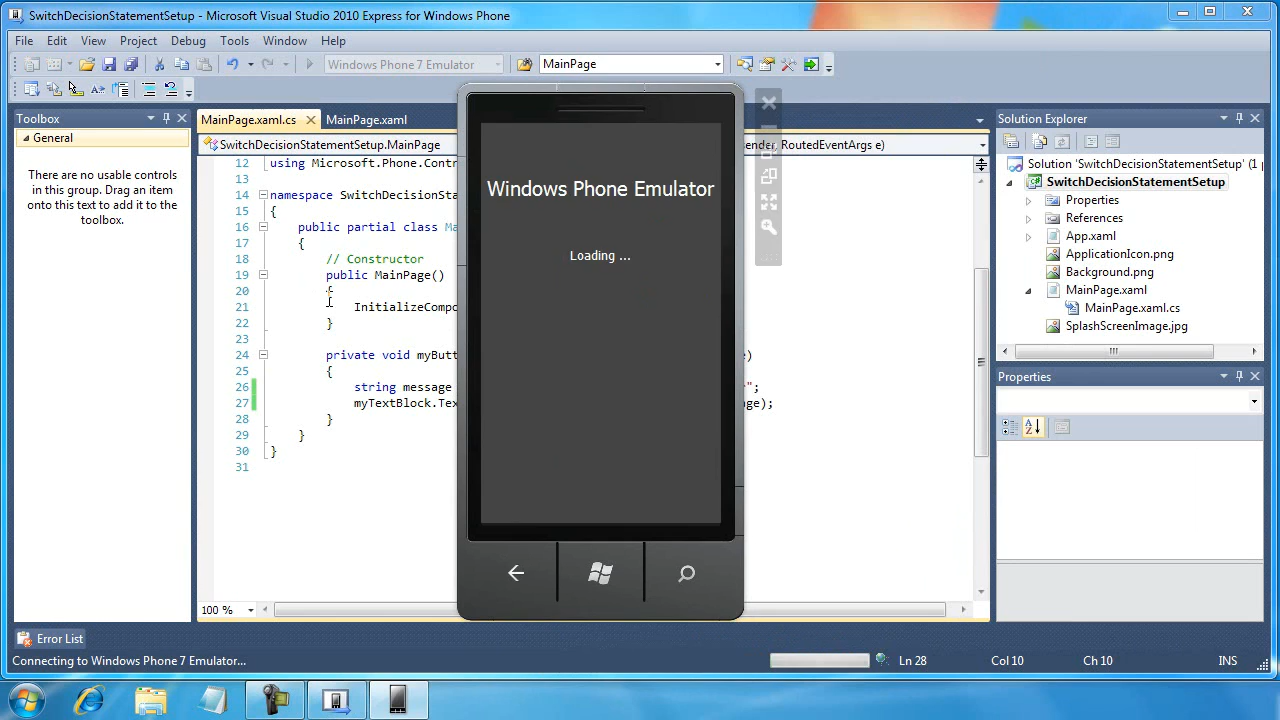 SwitchDecisionStatementSetup - Microsoft Visual Studio 2010 Express for Windows Phone
File Edit View Project Debug Tools Window Help
Windows Phone 7 Emulator MainPage
Toolbox
General
There are no usable controls
in this group. Drag an item
onto this text to add it to the
toolbox.
MainPage.xaml.cs MainPage.xaml
SwitchDecisionStatementSetup.MainPage RoutedEventArgs e)
12 using Microsoft.Phone.Contr
13
14 namespace SwitchDecisionSta
15 {
16 public partial class Ma
17 {
18 // Constructor
19 public MainPage()
20 {
21 InitializeCompo
22 }
23
24 private void myButt e)
25 {
26 string message ";
27 myTextBlock.Tex ge);
28 }
29 }
30 }
31
100 %
Windows Phone Emulator
Loading ...
Solution Explorer
Solution 'SwitchDecisionStatementSetup' (1 p
SwitchDecisionStatementSetup
Properties
References
App.xaml
ApplicationIcon.png
Background.png
MainPage.xaml
MainPage.xaml.cs
SplashScreenImage.jpg
Properties
Error List
Connecting to Windows Phone 7 Emulator... Ln 28 Col 10 Ch 10 INS